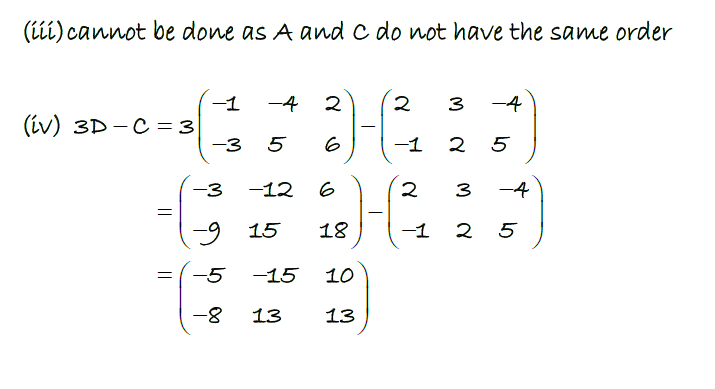 (iii) cannot be done as A and C do not have the same order
(iv) 3D − C = 3 ( −1 −4 2 ) − ( 2 3 −4 )
( −3 5 6 ) ( −1 2 5 )
= ( −3 −12 6 ) − ( 2 3 −4 )
( −9 15 18 ) ( −1 2 5 )
= ( −5 −15 10 )
( −8 13 13 )